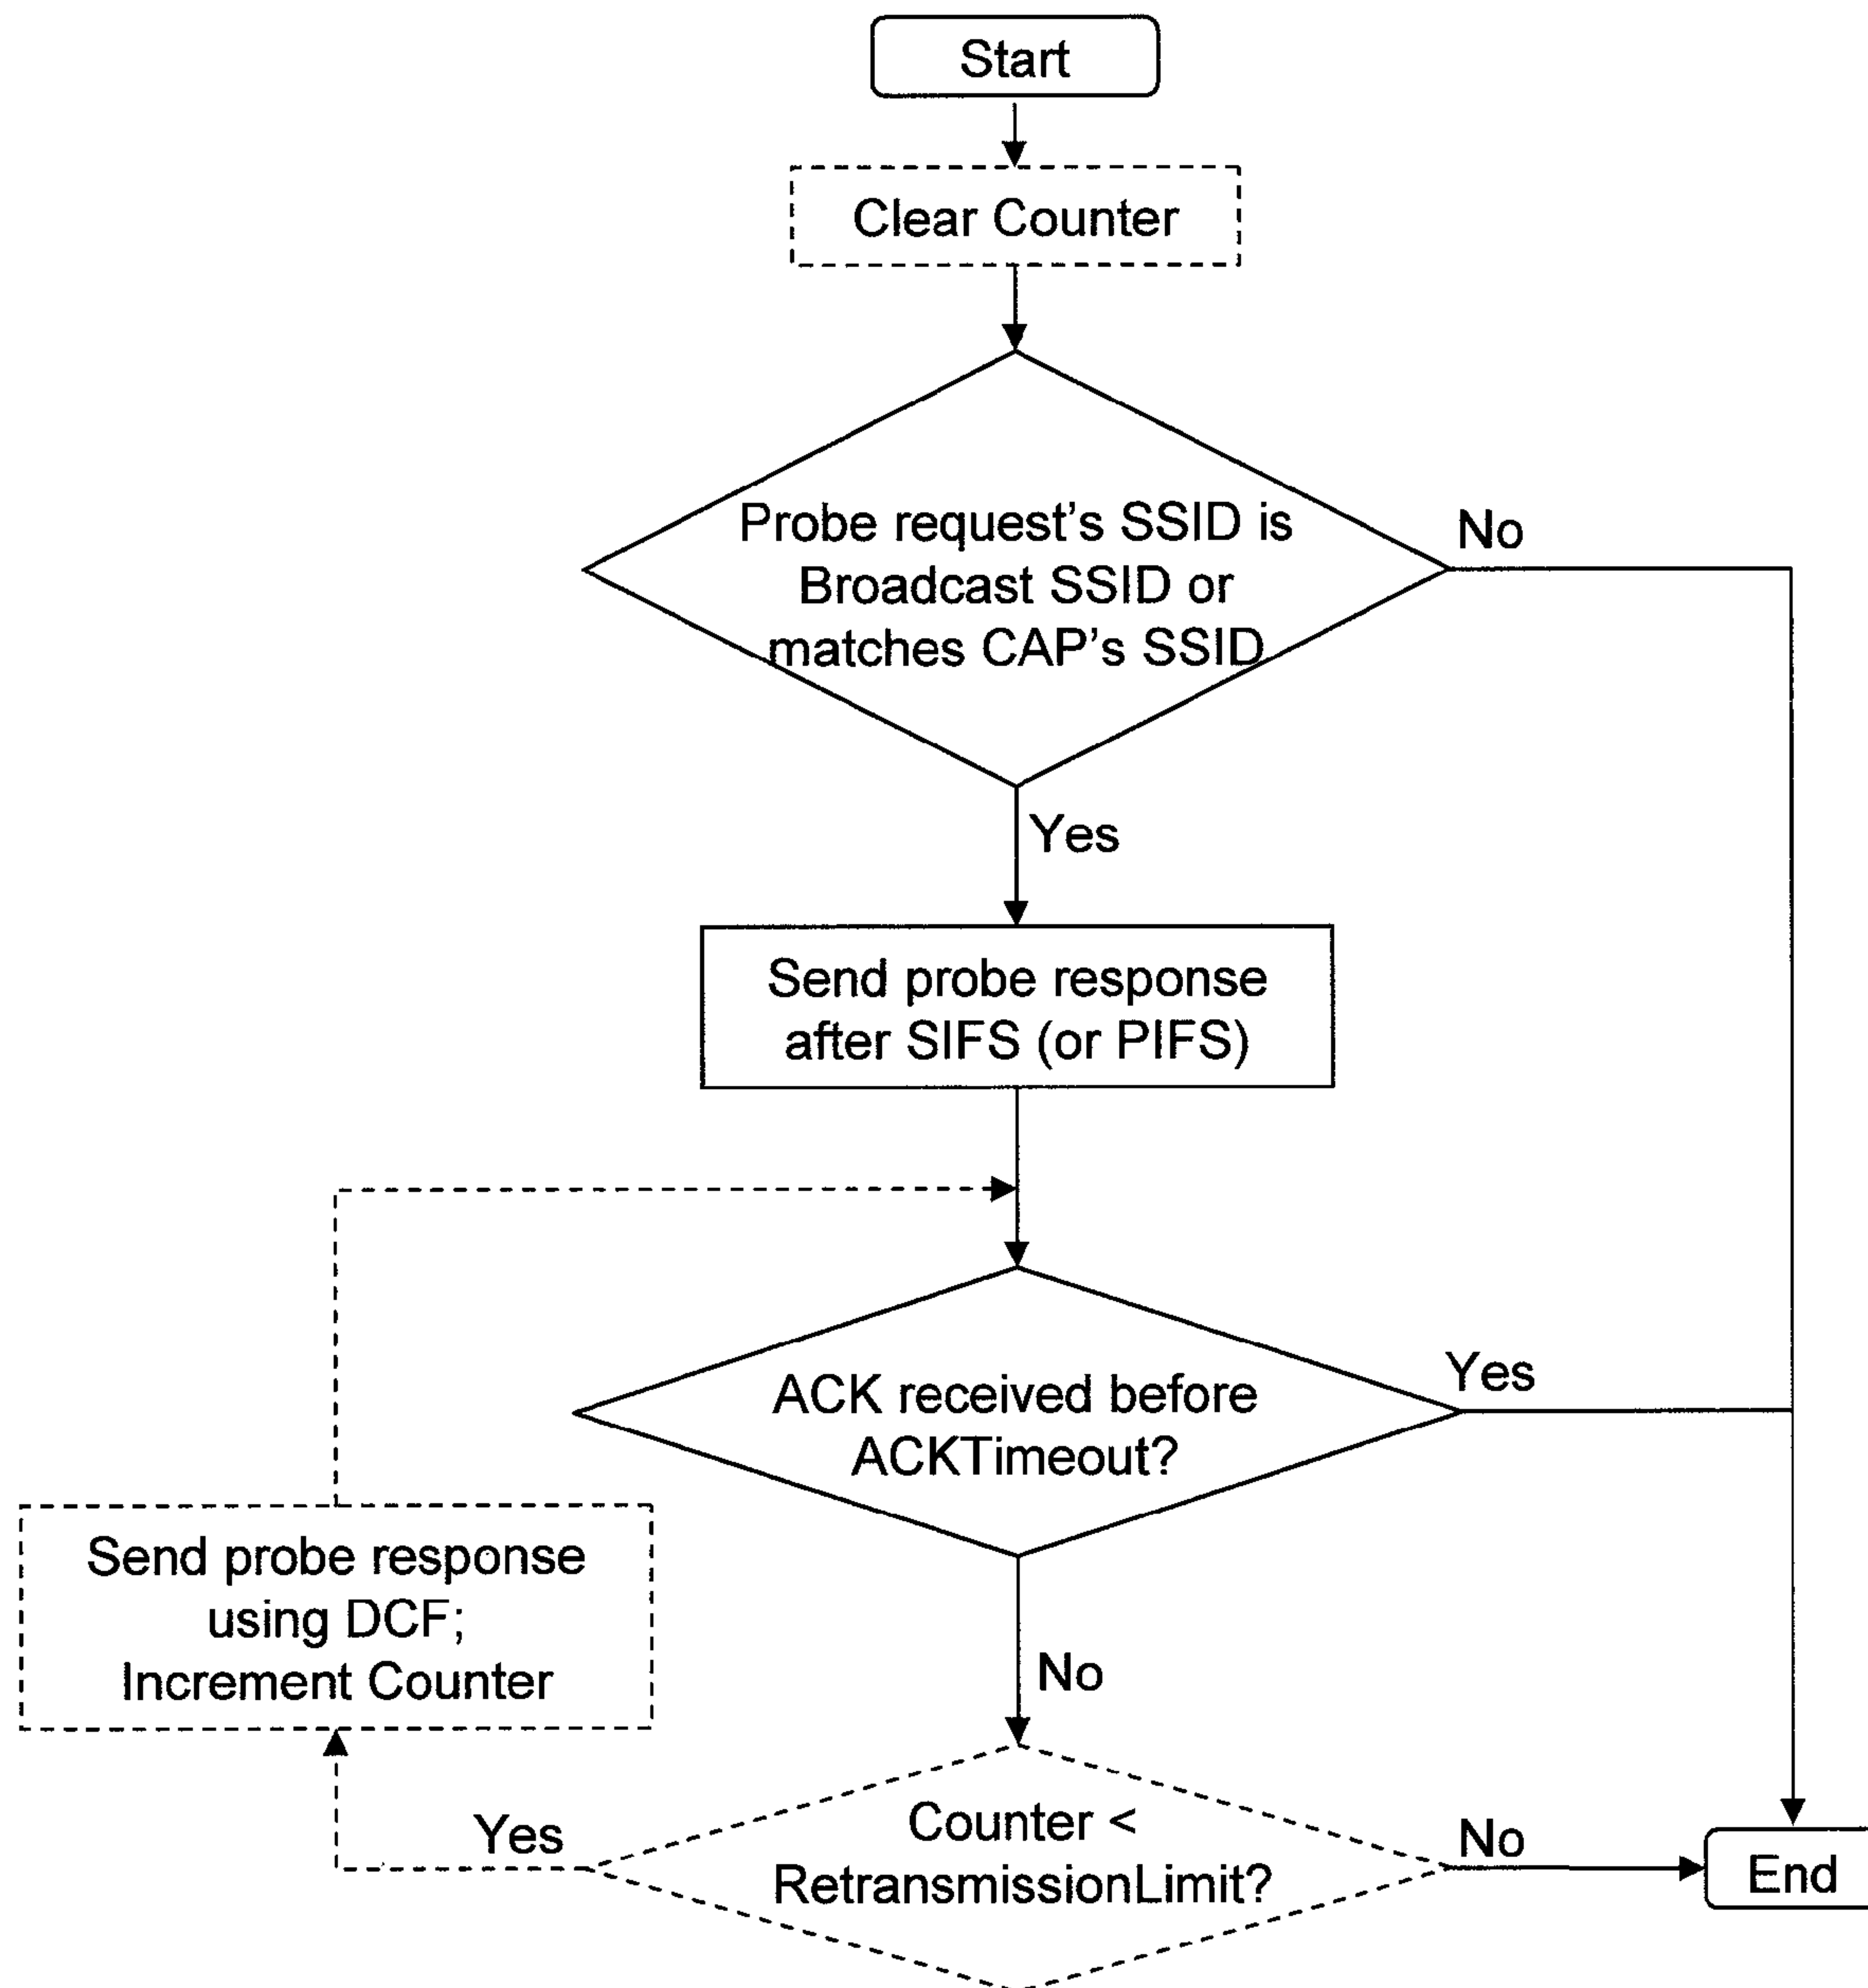 Start
Clear Counter
Probe request’s SSID is
Broadcast SSID or
matches CAP’s SSID
No
Yes
Send probe response
after SIFS (or PIFS)
ACK received before
ACKTimeout?
Yes
Send probe response
using DCF;
Increment Counter
No
Yes
Counter <
RetransmissionLimit?
No
End